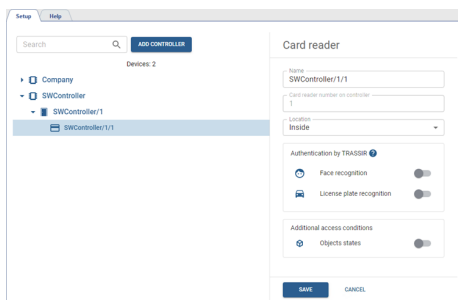 Setup
Help
Search
ADD CONTROLLER
Devices: 2
Company
SWController
SWController/1
SWController/1/1
Card reader
Name
SWController/1/1
Card reader number on controller
1
Location
Inside
Authentication by TRASSIR ?
Face recognition
License plate recognition
Additional access conditions
Objects states
SAVE
CANCEL